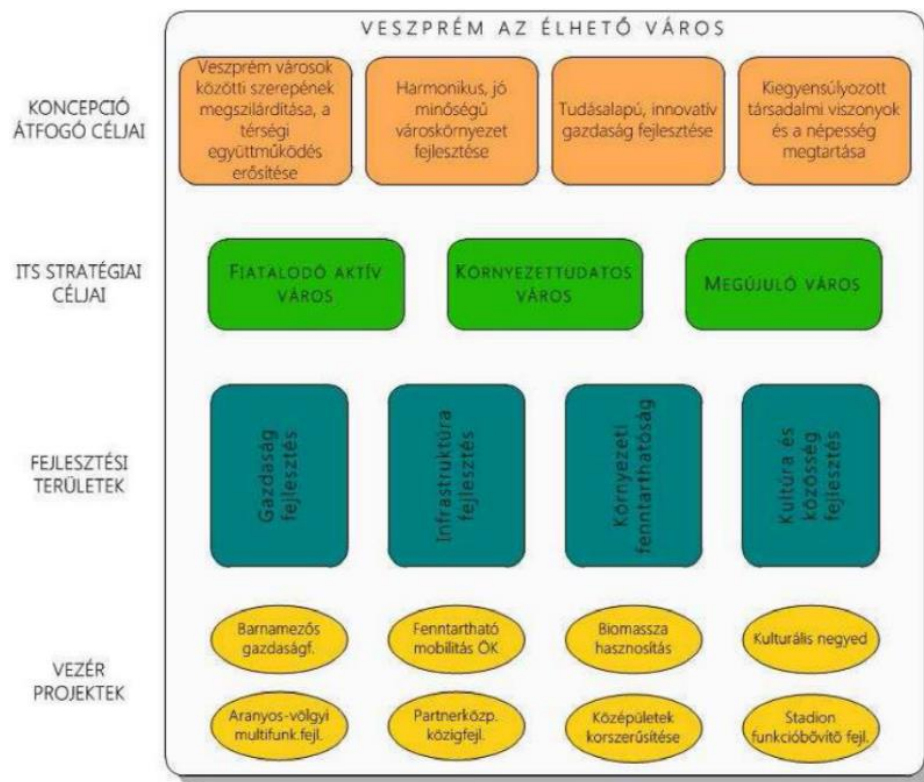 VESZPRÉM AZ ÉLHETŐ VÁROS
KONCEPCIÓ
ÁTFOGÓ CÉLJAI
Veszprém városok
közötti szerepének
megszilárdítása, a
térségi
együttműködés
erősítése
Harmonikus, jó
minőségű
városkörnyezet
fejlesztése
Tudásalapú, innovatív
gazdaság fejlesztése
Kiegyensúlyozott
társadalmi viszonyok
és a népesség
megtartása
ITS STRATÉGIAI
CÉLJAI
FIATALODÓ AKTÍV
VÁROS
KÖRNYEZETTUDATOS
VÁROS
MEGÚJULÓ VÁROS
FEJLESZTÉSI
TERÜLETEK
Gazdaság
fejlesztés
Infrastruktúra
fejlesztés
Környezeti
fenntarthatóság
Kultúra és
közösség
fejlesztés
VEZÉR
PROJEKTEK
Barnamezős
gazdaságf.
Fenntartható
mobilitás ÖK
Biomassza
hasznosítás
Kulturális negyed
Aranyos-völgyi
multifunk.fejl.
Partnerközp.
közigfejl.
Középületek
korszerűsítése
Stadion
funkcióbővítő fejl.